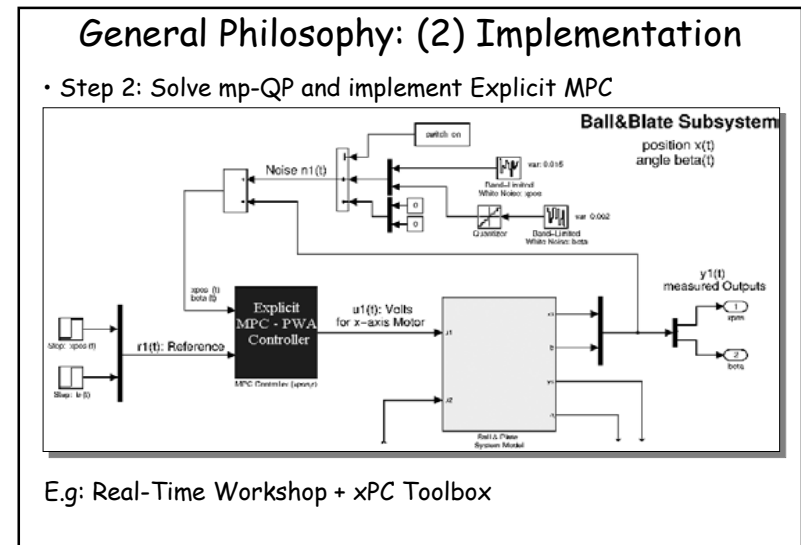 General Philosophy: (2) Implementation
• Step 2: Solve mp-QP and implement Explicit MPC
Ball&Blate Subsystem
position x(t)
angle beta(t)
switch on
Noise n1(t)
var: 0.015
Band-Limited
White Noise: xpos
0
0
Quantizer
var 0.002
Band-Limited
White Noise: beta
xpos (t)
beta (t)
Explicit
MPC - PWA
Controller
u1(t): Volts
for x-axis Motor
y1(t)
measured Outputs
1
2
beta
Step: xpos(t)
r1(t): Reference
MPC Controller
Ball & Plate
System Model
E.g: Real-Time Workshop + xPC Toolbox